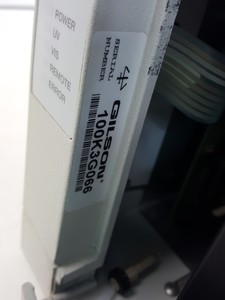 POWER
UV
VIS
REMOTE
ERROR
SERIAL
NUMBER
GILSON
100K3G066